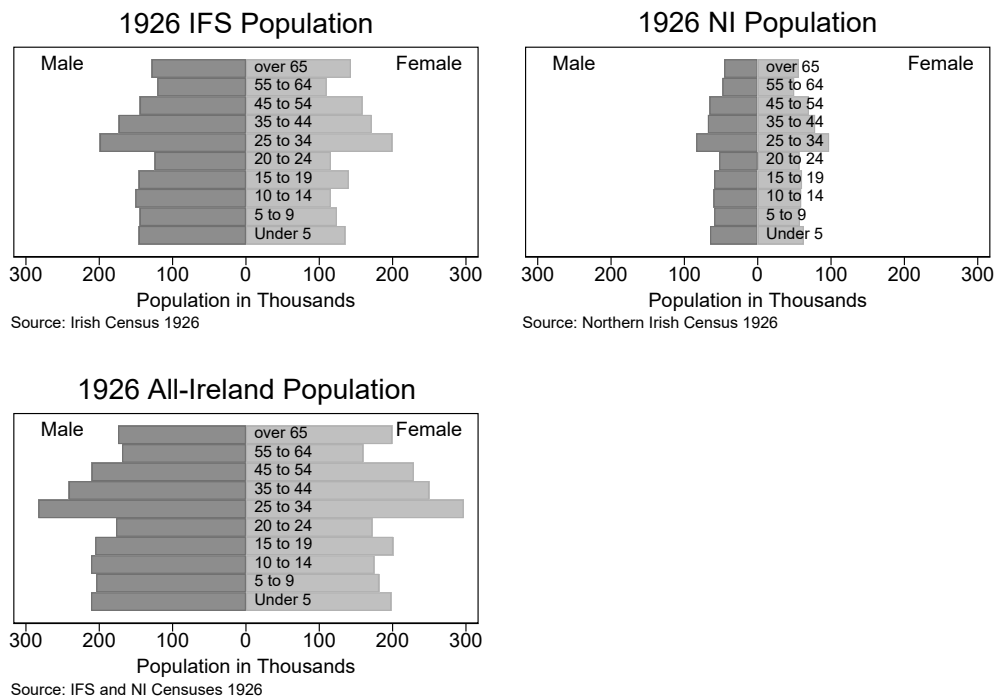 1926 IFS Population
Male
Female
over 65
55 to 64
45 to 54
35 to 44
25 to 34
20 to 24
15 to 19
10 to 14
5 to 9
Under 5
300 200 100 0 100 200 300
Population in Thousands
Source: Irish Census 1926
1926 NI Population
Male
Female
over 65
55 to 64
45 to 54
35 to 44
25 to 34
20 to 24
15 to 19
10 to 14
5 to 9
Under 5
300 200 100 0 100 200 300
Population in Thousands
Source: Northern Irish Census 1926
1926 All-Ireland Population
Male
Female
over 65
55 to 64
45 to 54
35 to 44
25 to 34
20 to 24
15 to 19
10 to 14
5 to 9
Under 5
300 200 100 0 100 200 300
Population in Thousands
Source: IFS and NI Censuses 1926